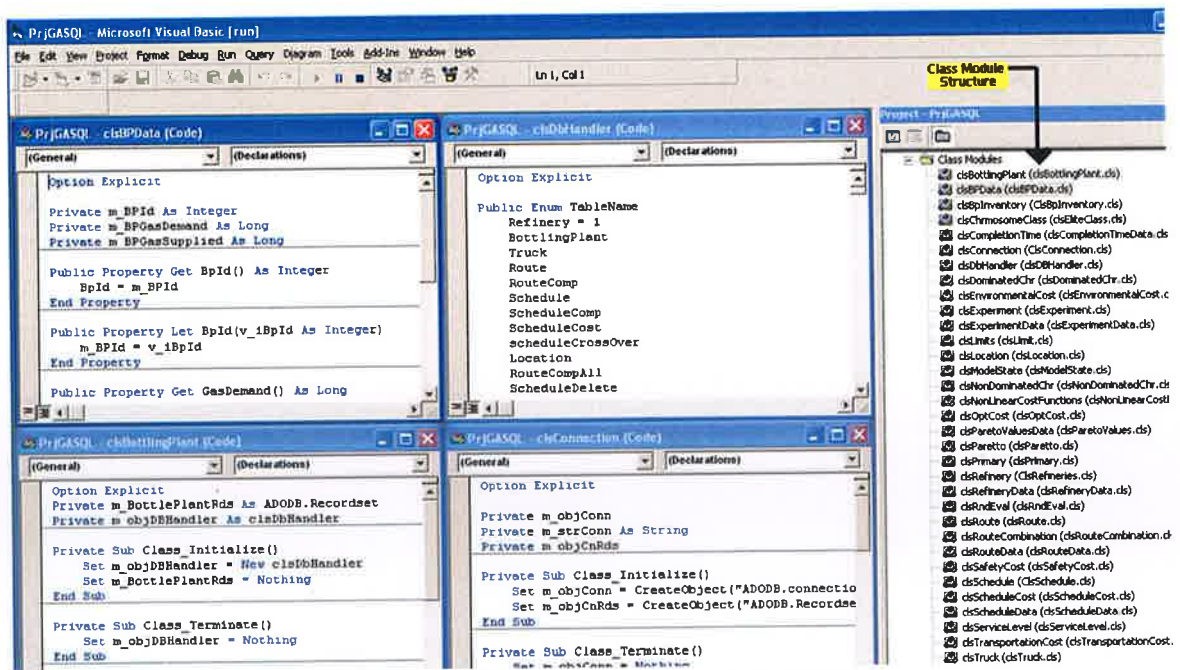 PrjGASQL - Microsoft Visual Basic [run]
File Edit View Project Format Debug Run Query Diagram Tools Add-Ins Window Help
Ln 1, Col 1
Class Module
Structure
PrjGASQL - clsBPData (Code)
(General) (Declarations)
Option Explicit
Private m_BPId As Integer
Private m_BPGasDemand As Long
Private m_BPGasSupplied As Long
Public Property Get BpId() As Integer
BpId = m_BPId
End Property
Public Property Let BpId(v_iBpId As Integer)
m_BPId = v_iBpId
End Property
Public Property Get GasDemand() As Long
PrjGASQL - clsDbHandler (Code)
(General) (Declarations)
Option Explicit
Public Enum TableName
Refinery = 1
BottlingPlant
Truck
Route
RouteComp
Schedule
ScheduleComp
ScheduleCost
scheduleCrossOver
Location
RouteCompAll
ScheduleDelete
PrjGASQL - clsBottlingPlant (Code)
(General) (Declarations)
Option Explicit
Private m_BottlePlantRds As ADODB.Recordset
Private m_objDBHandler As clsDbHandler
Private Sub Class_Initialize()
Set m_objDBHandler = New clsDbHandler
Set m_BottlePlantRds = Nothing
End Sub
Private Sub Class_Terminate()
Set m_objDBHandler = Nothing
End Sub
PrjGASQL - clsConnection (Code)
(General) (Declarations)
Option Explicit
Private m_objConn
Private m_strConn As String
Private m_objCnRds
Private Sub Class_Initialize()
Set m_objConn = CreateObject("ADODB.connectio
Set m_objCnRds = CreateObject("ADODB.Recordse
End Sub
Private Sub Class_Terminate()
Set m_objConn = Nothing
Project - PrjGASQL
Class Modules
clsBottlingPlant (clsBottlingPlant.cls)
clsBPData (clsBPData.cls)
clsBpInventory (ClsBpInventory.cls)
clsChrmosomeClass (clsEliteClass.cls)
clsCompletionTime (clsCompletionTimeData.cls
clsConnection (ClsConnection.cls)
clsDbHandler (clsDBHandler.cls)
clsDominatedChr (clsDominatedChr.cls)
clsEnvironmentalCost (clsEnvironmentalCost.c
clsExperiment (clsExperiment.cls)
clsExperimentData (clsExperimentData.cls)
clsLimits (clsLimit.cls)
clsLocation (clsLocation.cls)
clsModelState (clsModelState.cls)
clsNonDominatedChr (clsNonDominatedChr.cls
clsNonLinearCostFunctions (clsNonLinearCostF
clsOptCost (clsOptCost.cls)
clsParetoValuesData (clsParetoValues.cls)
clsParetto (clsParetto.cls)
clsPrimary (clsPrimary.cls)
clsRefinery (ClsRefineries.cls)
clsRefineryData (clsRefineryData.cls)
clsRndEval (clsRndEval.cls)
clsRoute (clsRoute.cls)
clsRouteCombination (clsRouteCombination.cl
clsRouteData (clsRouteData.cls)
clsSafetyCost (clsSafetyCost.cls)
clsSchedule (ClsSchedule.cls)
clsScheduleCost (clsScheduleCost.cls)
clsScheduleData (clsScheduleData.cls)
clsServiceLevel (clsServiceLevel.cls)
clsTransportationCost (clsTransportationCost.
clsTruck (clsTruck.cls)